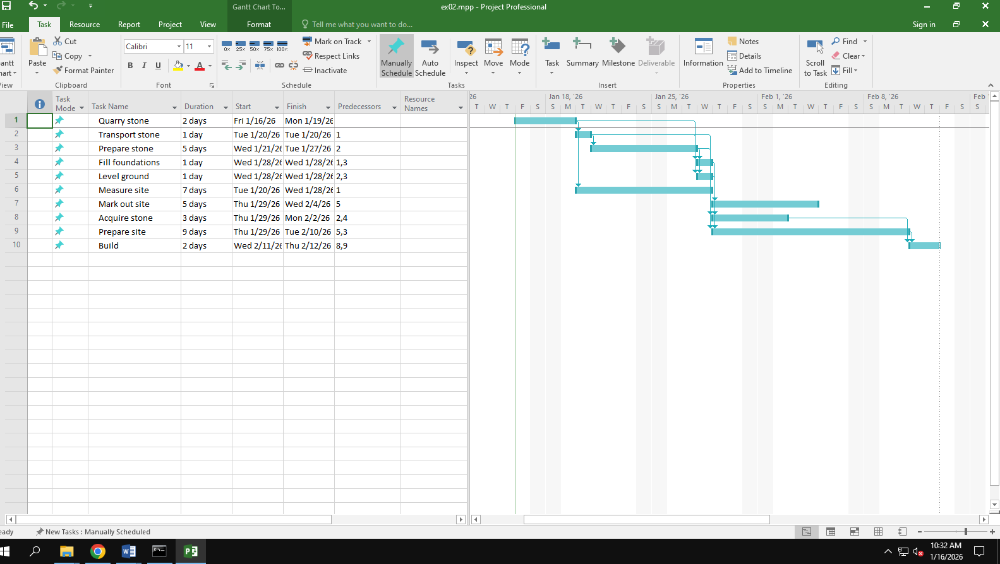 Gantt Chart To...
ex02.mpp - Project Professional
File
Task
Resource
Report
Project
View
Format
Tell me what you want to do...
Sign in
Paste
Cut
Copy
Format Painter
Clipboard
Calibri
11
B I U
A
Font
0% 25% 50% 75% 100%
Mark on Track
Respect Links
Inactivate
Schedule
Manually Schedule
Auto Schedule
Inspect
Move
Mode
Tasks
Task
Summary
Milestone
Deliverable
Insert
Information
Notes
Details
Add to Timeline
Properties
Scroll to Task
Find
Clear
Fill
Editing
Task Mode
Task Name
Duration
Start
Finish
Predecessors
Resource Names
26
Jan 18, '26
Jan 25, '26
Feb 1, '26
Feb 8, '26
Feb
T W T F S S M T W T F S S M T W T F S S M T W T F S S M T W T F S S
1 Quarry stone 2 days Fri 1/16/26 Mon 1/19/26
2 Transport stone 1 day Tue 1/20/26 Tue 1/20/26 1
3 Prepare stone 5 days Wed 1/21/26 Tue 1/27/26 2
4 Fill foundations 1 day Wed 1/28/26 Wed 1/28/26 1,3
5 Level ground 1 day Wed 1/28/26 Wed 1/28/26 2,3
6 Measure site 7 days Tue 1/20/26 Wed 1/28/26 1
7 Mark out site 5 days Thu 1/29/26 Wed 2/4/26 5
8 Acquire stone 3 days Thu 1/29/26 Mon 2/2/26 2,4
9 Prepare site 9 days Thu 1/29/26 Tue 2/10/26 5,3
10 Build 2 days Wed 2/11/26 Thu 2/12/26 8,9
eady
New Tasks : Manually Scheduled
10:32 AM
1/16/2026